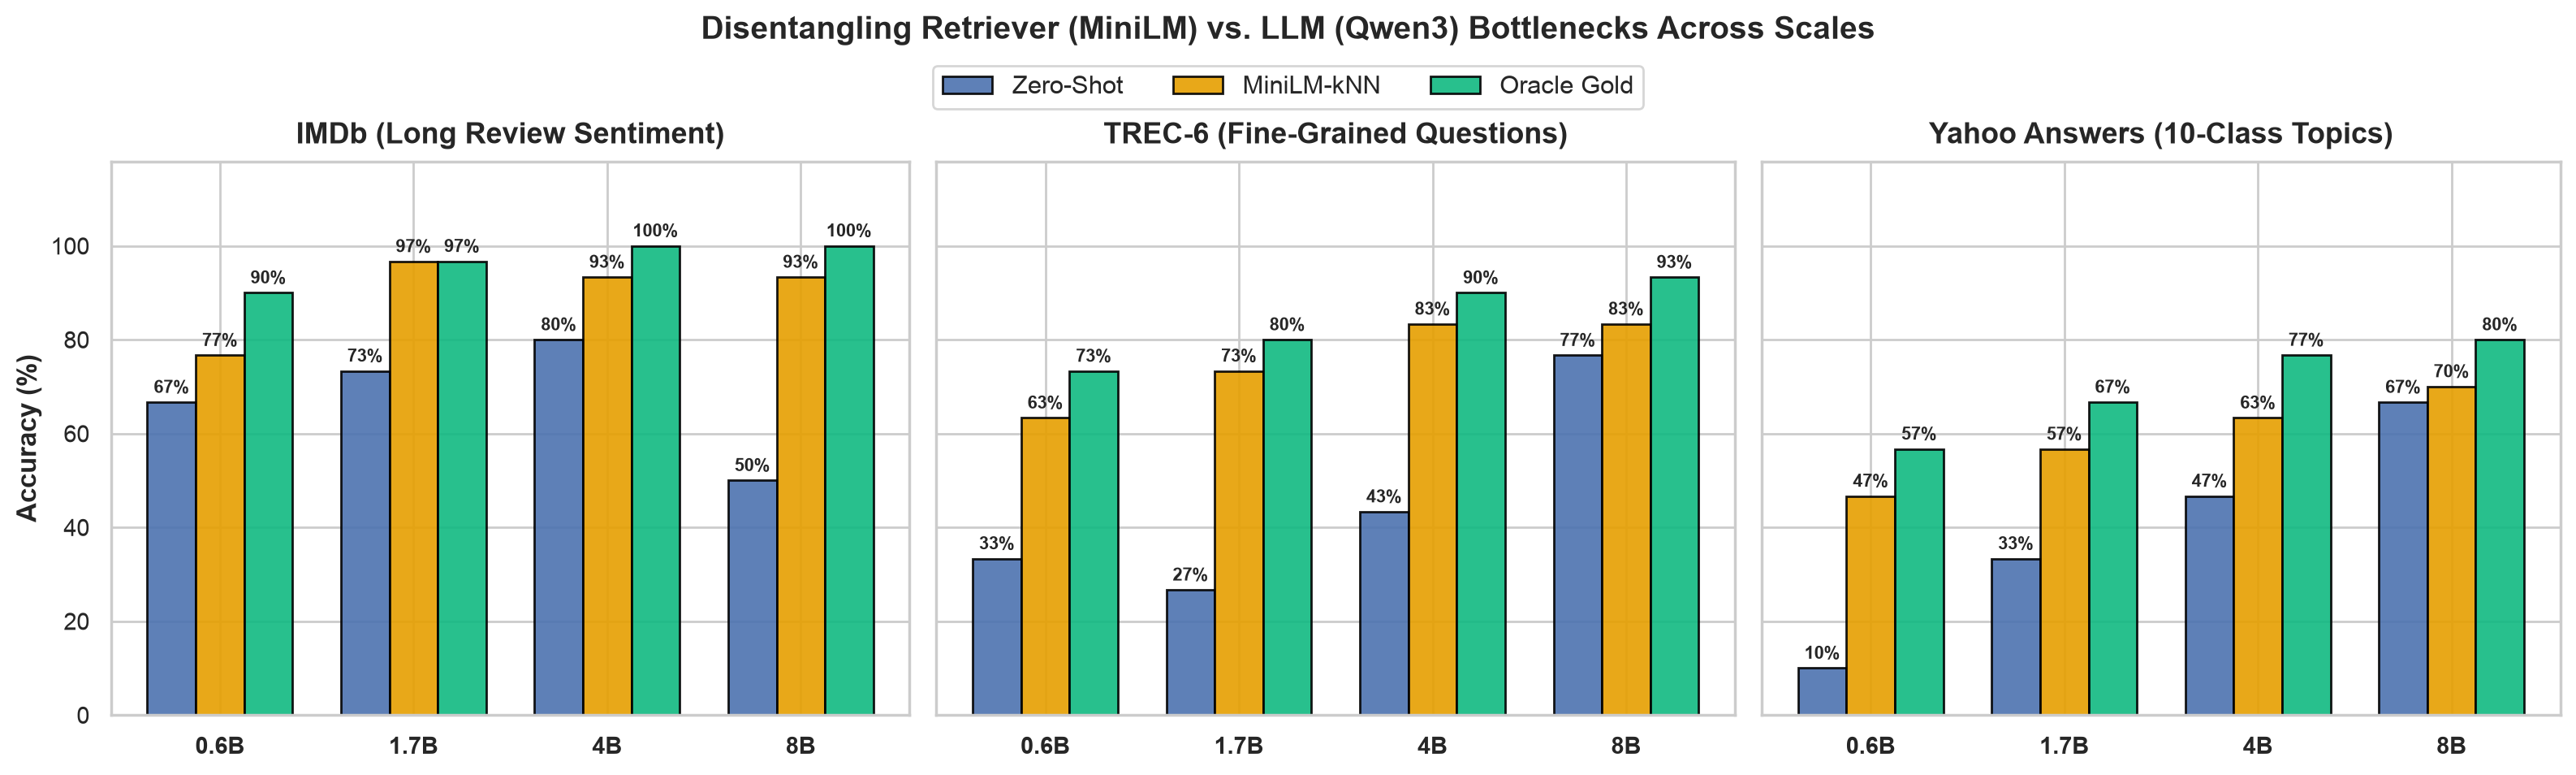 Disentangling Retriever (MiniLM) vs. LLM (Qwen3) Bottlenecks Across Scales
Zero-Shot MiniLM-kNN Oracle Gold
IMDb (Long Review Sentiment)
Accuracy (%)
100
80
60
40
20
0
67% 77% 90%
73% 97% 97%
80% 93% 100%
50% 93% 100%
0.6B 1.7B 4B 8B
TREC-6 (Fine-Grained Questions)
33% 63% 73%
27% 73% 80%
43% 83% 90%
77% 83% 93%
0.6B 1.7B 4B 8B
Yahoo Answers (10-Class Topics)
10% 47% 57%
33% 57% 67%
47% 63% 77%
67% 70% 80%
0.6B 1.7B 4B 8B